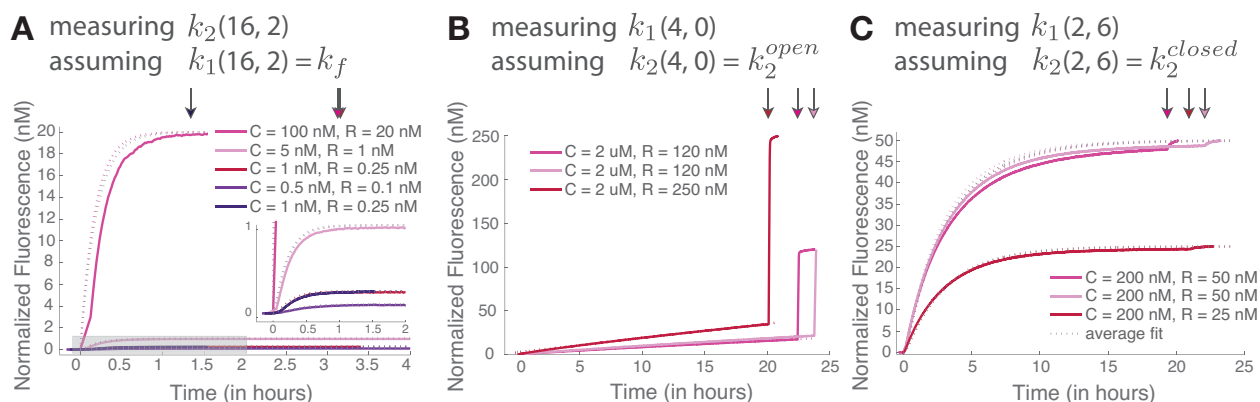 A measuring k₂(16, 2)
assuming k₁(16, 2) = k_f
Normalized Fluorescence (nM)
20
18
16
14
12
10
8
6
4
2
0
C = 100 nM, R = 20 nM
C = 5 nM, R = 1 nM
C = 1 nM, R = 0.25 nM
C = 0.5 nM, R = 0.1 nM
C = 1 nM, R = 0.25 nM
1
0
0 0.5 1 1.5 2
0 0.5 1 1.5 2 2.5 3 3.5 4
Time (in hours)
B measuring k₁(4, 0)
assuming k₂(4, 0) = k₂^open
Normalized Fluorescence (nM)
250
200
150
100
50
0
C = 2 uM, R = 120 nM
C = 2 uM, R = 120 nM
C = 2 uM, R = 250 nM
0 5 10 15 20 25
Time (in hours)
C measuring k₁(2, 6)
assuming k₂(2, 6) = k₂^closed
Normalized Fluorescence (nM)
50
45
40
35
30
25
20
15
10
5
0
C = 200 nM, R = 50 nM
C = 200 nM, R = 50 nM
C = 200 nM, R = 25 nM
average fit
0 5 10 15 20 25
Time (in hours)